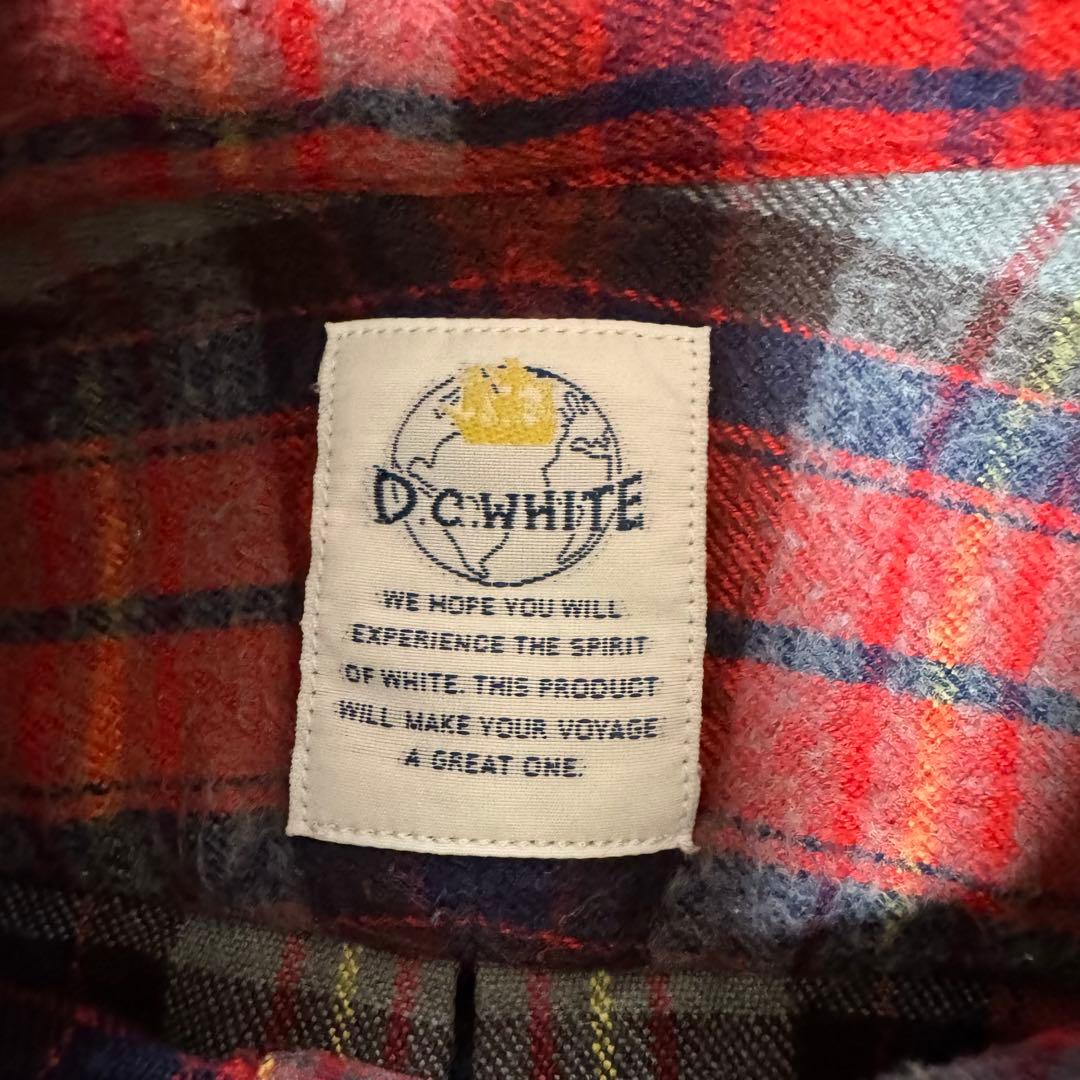 D.C.WHITE
WE HOPE YOU WILL
EXPERIENCE THE SPIRIT
OF WHITE. THIS PRODUCT
WILL MAKE YOUR VOYAGE
A GREAT ONE.